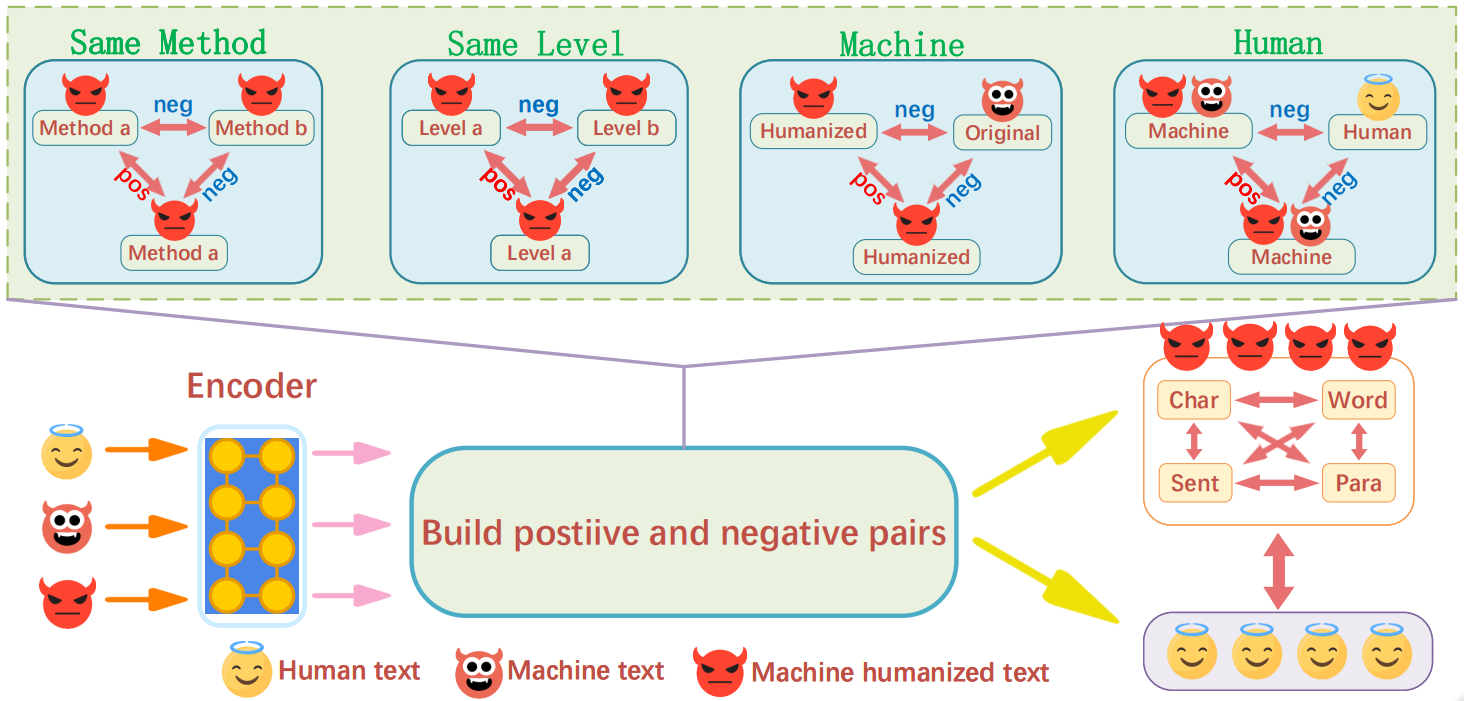 Same Method
Same Level
Machine
Human
Method a
neg
Method b
pos
neg
Method a
Level a
neg
Level b
pos
neg
Level a
Humanized
neg
Original
pos
neg
Humanized
Machine
neg
Human
pos
neg
Machine
Encoder
Build postiive and negative pairs
Char
Word
Sent
Para
Human text
Machine text
Machine humanized text